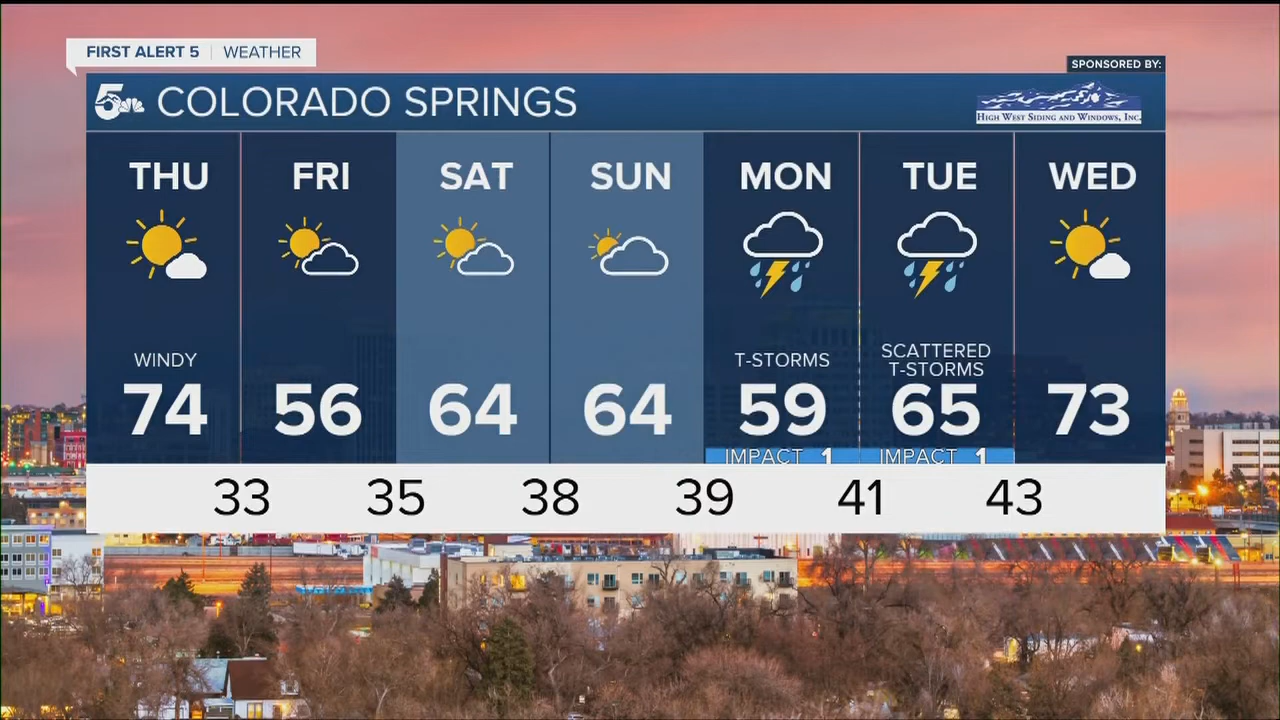 FIRST ALERT 5 | WEATHER
SPONSORED BY:
5 COLORADO SPRINGS
HIGH WEST SIDING AND WINDOWS, INC.
THU FRI SAT SUN MON TUE WED
WINDY T-STORMS SCATTERED
T-STORMS
74 56 64 64 59 65 73
IMPACT 1 IMPACT 1
33 35 38 39 41 43